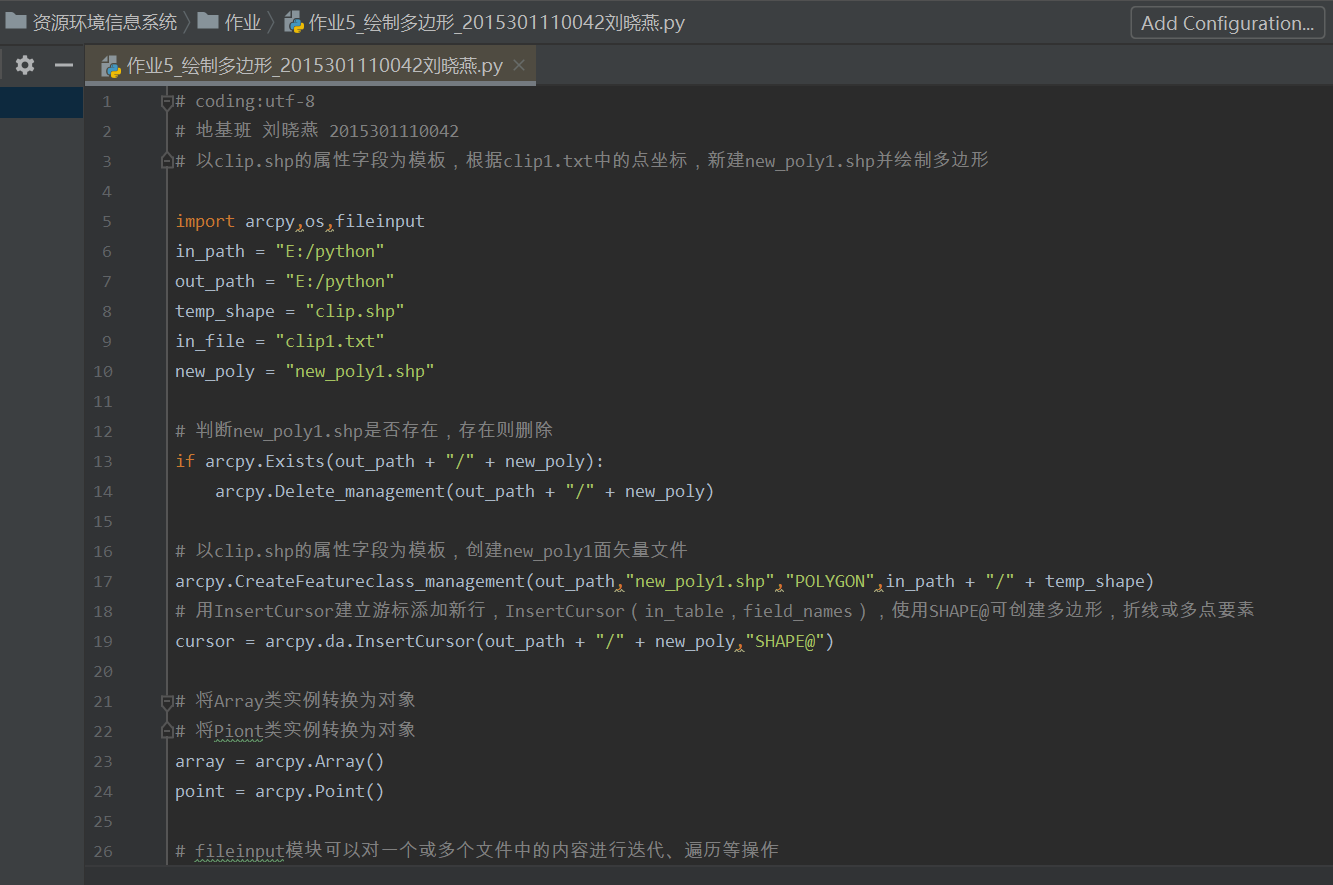 资源环境信息系统 作业 作业5_绘制多边形_2015301110042刘晓燕.py Add Configuration...
作业5_绘制多边形_2015301110042刘晓燕.py
1 # coding:utf-8
2 # 地基班 刘晓燕 2015301110042
3 # 以clip.shp的属性字段为模板，根据clip1.txt中的点坐标，新建new_poly1.shp并绘制多边形
4
5 import arcpy,os,fileinput
6 in_path = "E:/python"
7 out_path = "E:/python"
8 temp_shape = "clip.shp"
9 in_file = "clip1.txt"
10 new_poly = "new_poly1.shp"
11
12 # 判断new_poly1.shp是否存在，存在则删除
13 if arcpy.Exists(out_path + "/" + new_poly):
14     arcpy.Delete_management(out_path + "/" + new_poly)
15
16 # 以clip.shp的属性字段为模板，创建new_poly1面矢量文件
17 arcpy.CreateFeatureclass_management(out_path,"new_poly1.shp","POLYGON",in_path + "/" + temp_shape)
18 # 用InsertCursor建立游标添加新行，InsertCursor（in_table，field_names），使用SHAPE@可创建多边形，折线或多点要素
19 cursor = arcpy.da.InsertCursor(out_path + "/" + new_poly,"SHAPE@")
20
21 # 将Array类实例转换为对象
22 # 将Piont类实例转换为对象
23 array = arcpy.Array()
24 point = arcpy.Point()
25
26 # fileinput模块可以对一个或多个文件中的内容进行迭代、遍历等操作